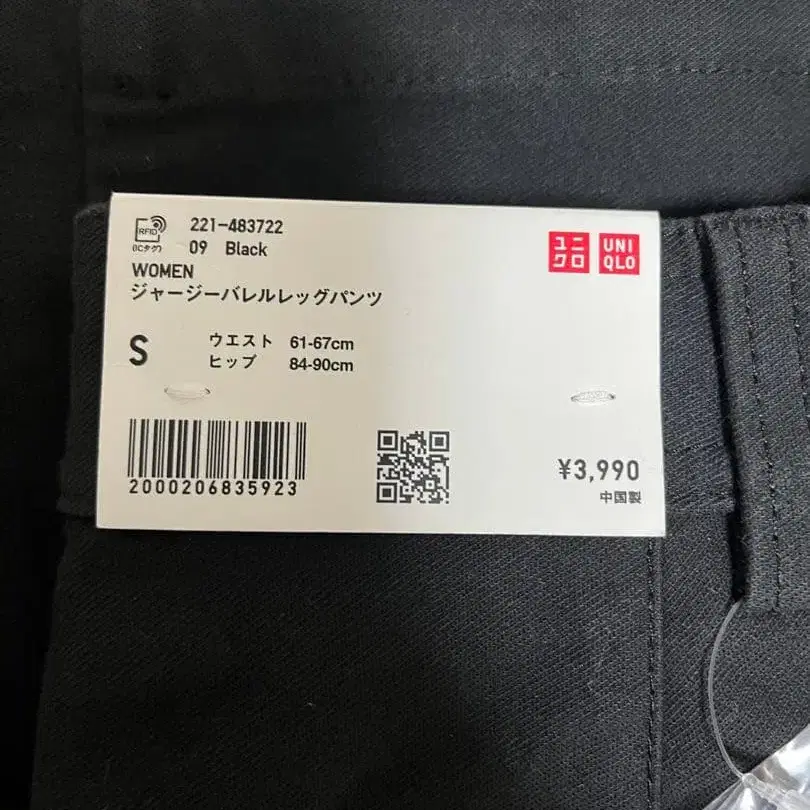 RFID
(ICタグ)
221-483722
09 Black
WOMEN
ジャージーバレルレッグパンツ
ユニ
クロ
UNI
QLO
S
ウエスト 61-67cm
ヒップ 84-90cm
2000206835923
¥3,990
中国製